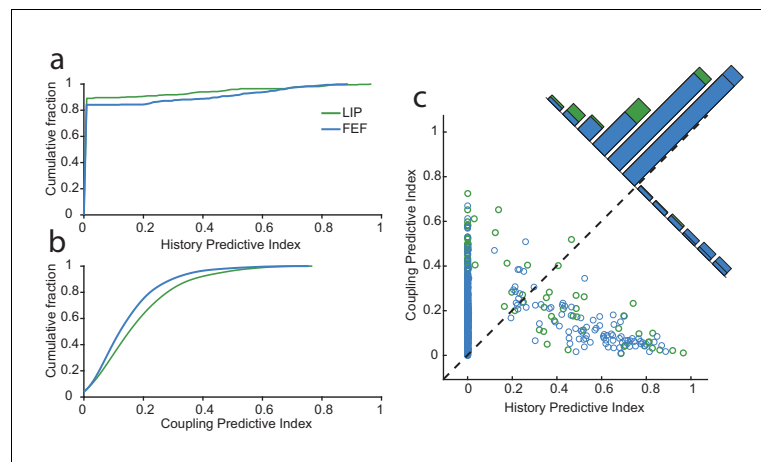 a
Cumulative fraction
1
0.8
0.6
0.4
0.2
0
LIP
FEF
0 0.2 0.4 0.6 0.8 1
History Predictive Index
b
Cumulative fraction
1
0.8
0.6
0.4
0.2
0
0 0.2 0.4 0.6 0.8 1
Coupling Predictive Index
c
Coupling Predictive Index
1
0.8
0.6
0.4
0.2
0
0 0.2 0.4 0.6 0.8 1
History Predictive Index